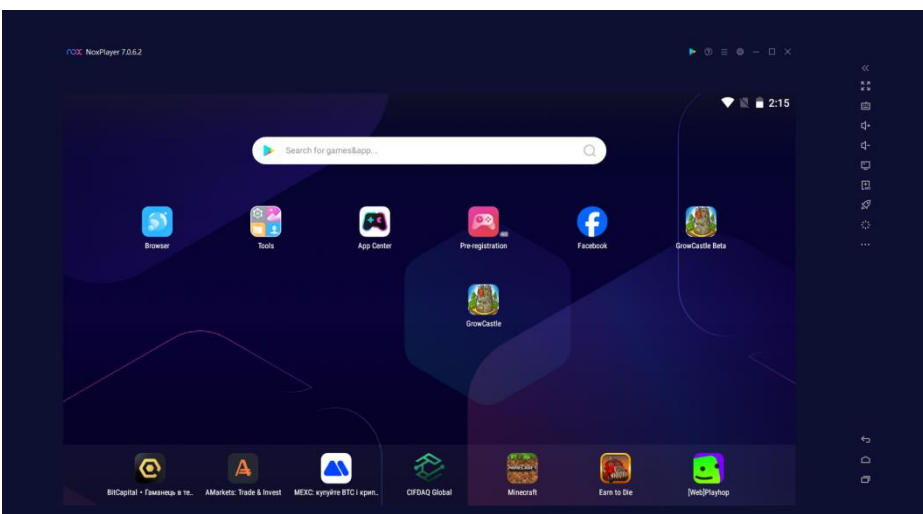 nox NoxPlayer 7.0.6.2
2:15
Search for games&app...
Browser
Tools
App Center
Pre-registration
Facebook
GrowCastle Beta
GrowCastle
BitCapital • Гаманець в те..
AMarkets: Trade & Invest
MEXC: купуйте BTC і крип..
CIFDAQ Global
Minecraft
Earn to Die
[Web]Playhop